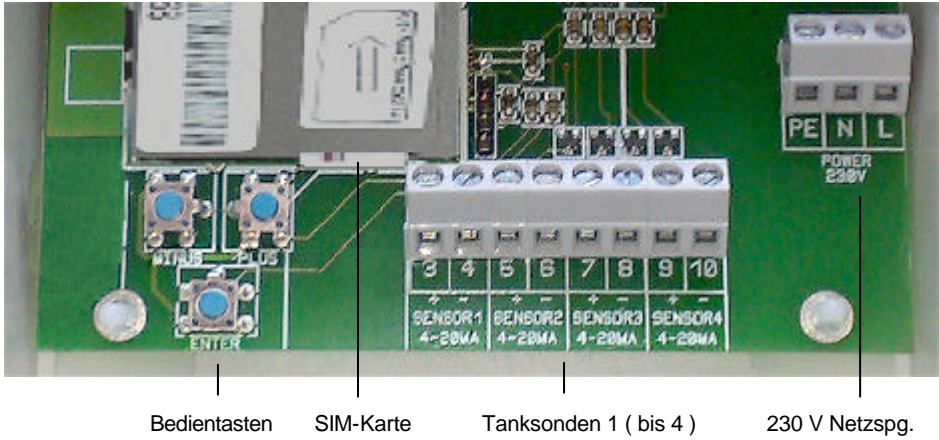 PE N L
POWER
230V
MINUS PLUS
ENTER
3 4 5 6 7 8 9 10
+ - + - + - + -
SENSOR1 SENSOR2 SENSOR3 SENSOR4
4-20MA 4-20MA 4-20MA 4-20MA
Bedientasten SIM-Karte Tanksonden 1 ( bis 4 ) 230 V Netzspg.